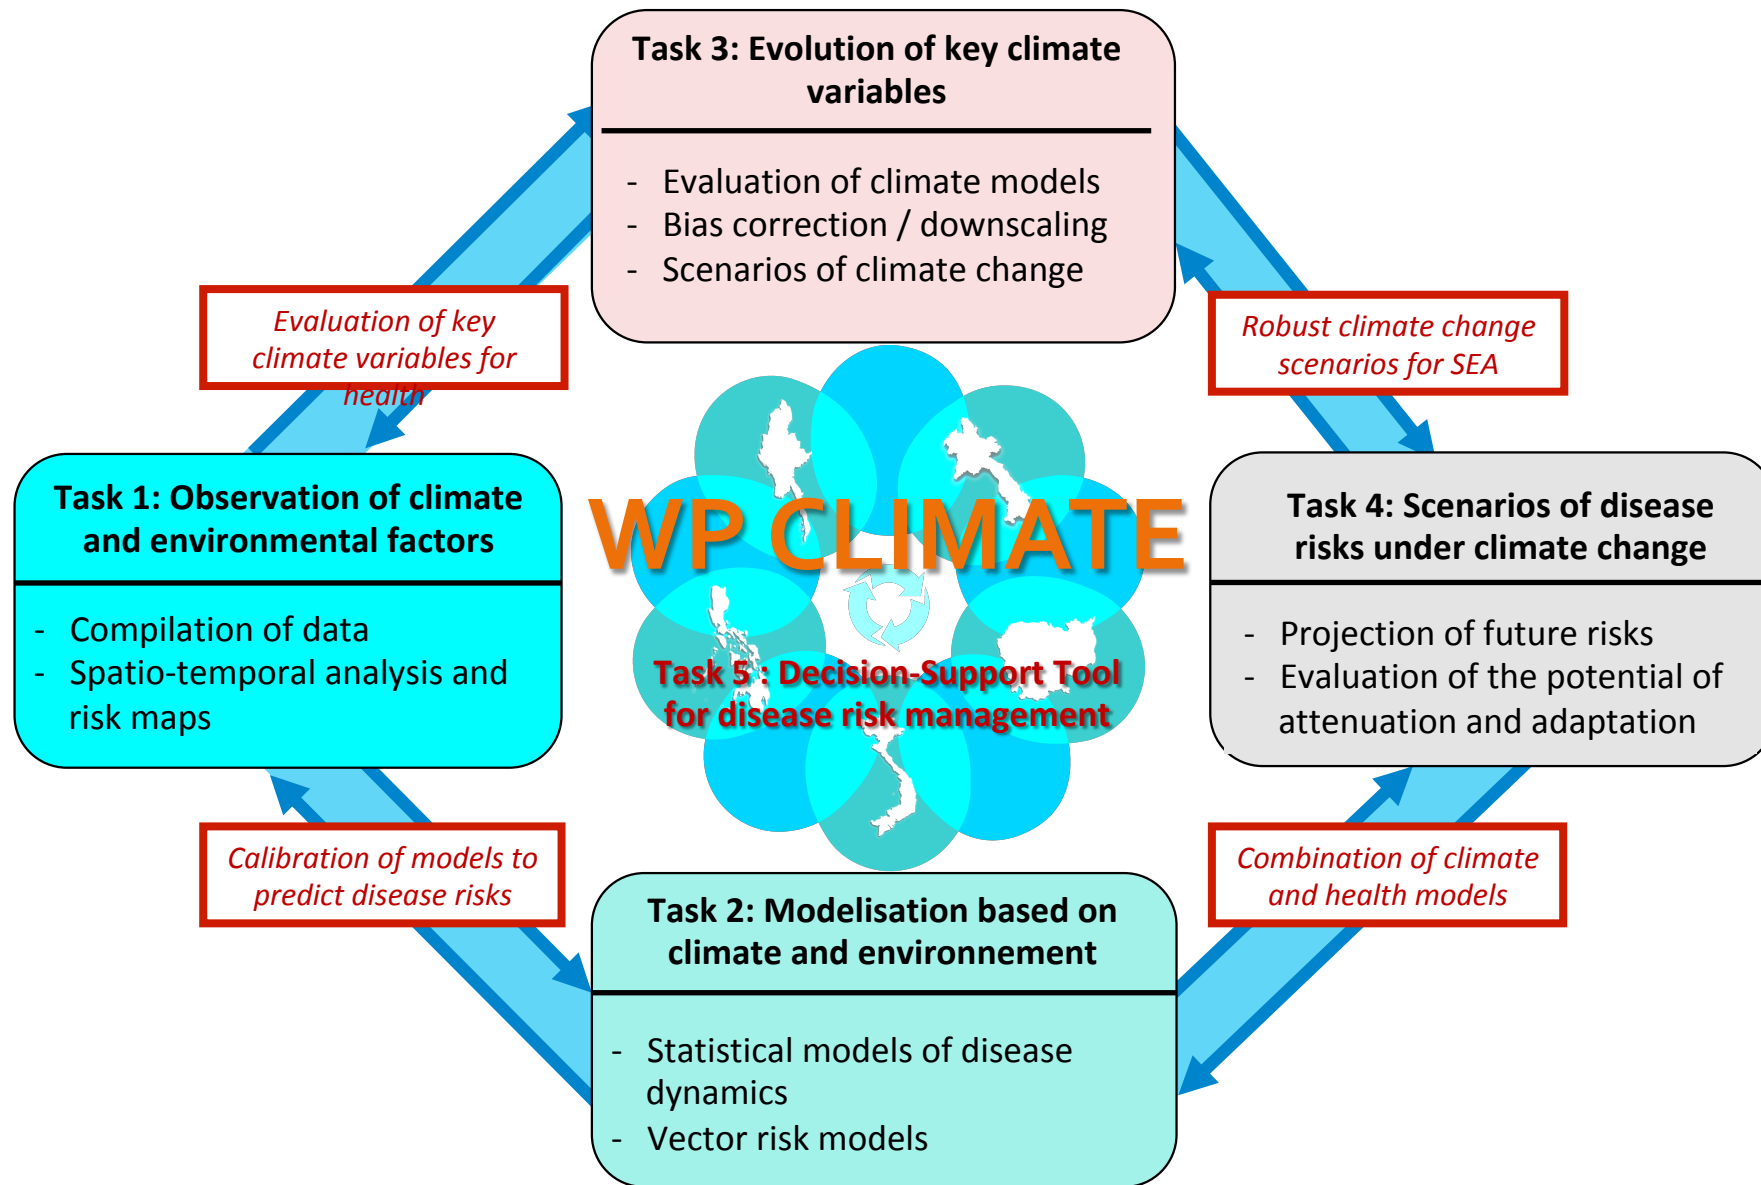 Task 3: Evolution of key climate
variables
- Evaluation of climate models
- Bias correction / downscaling
- Scenarios of climate change
Evaluation of key
climate variables for
health
Robust climate change
scenarios for SEA
Task 1: Observation of climate
and environmental factors
- Compilation of data
- Spatio-temporal analysis and
risk maps
WP CLIMATE
Task 5 : Decision-Support Tool
for disease risk management
Task 4: Scenarios of disease
risks under climate change
- Projection of future risks
- Evaluation of the potential of
attenuation and adaptation
Calibration of models to
predict disease risks
Combination of climate
and health models
Task 2: Modelisation based on
climate and environnement
- Statistical models of disease
dynamics
- Vector risk models